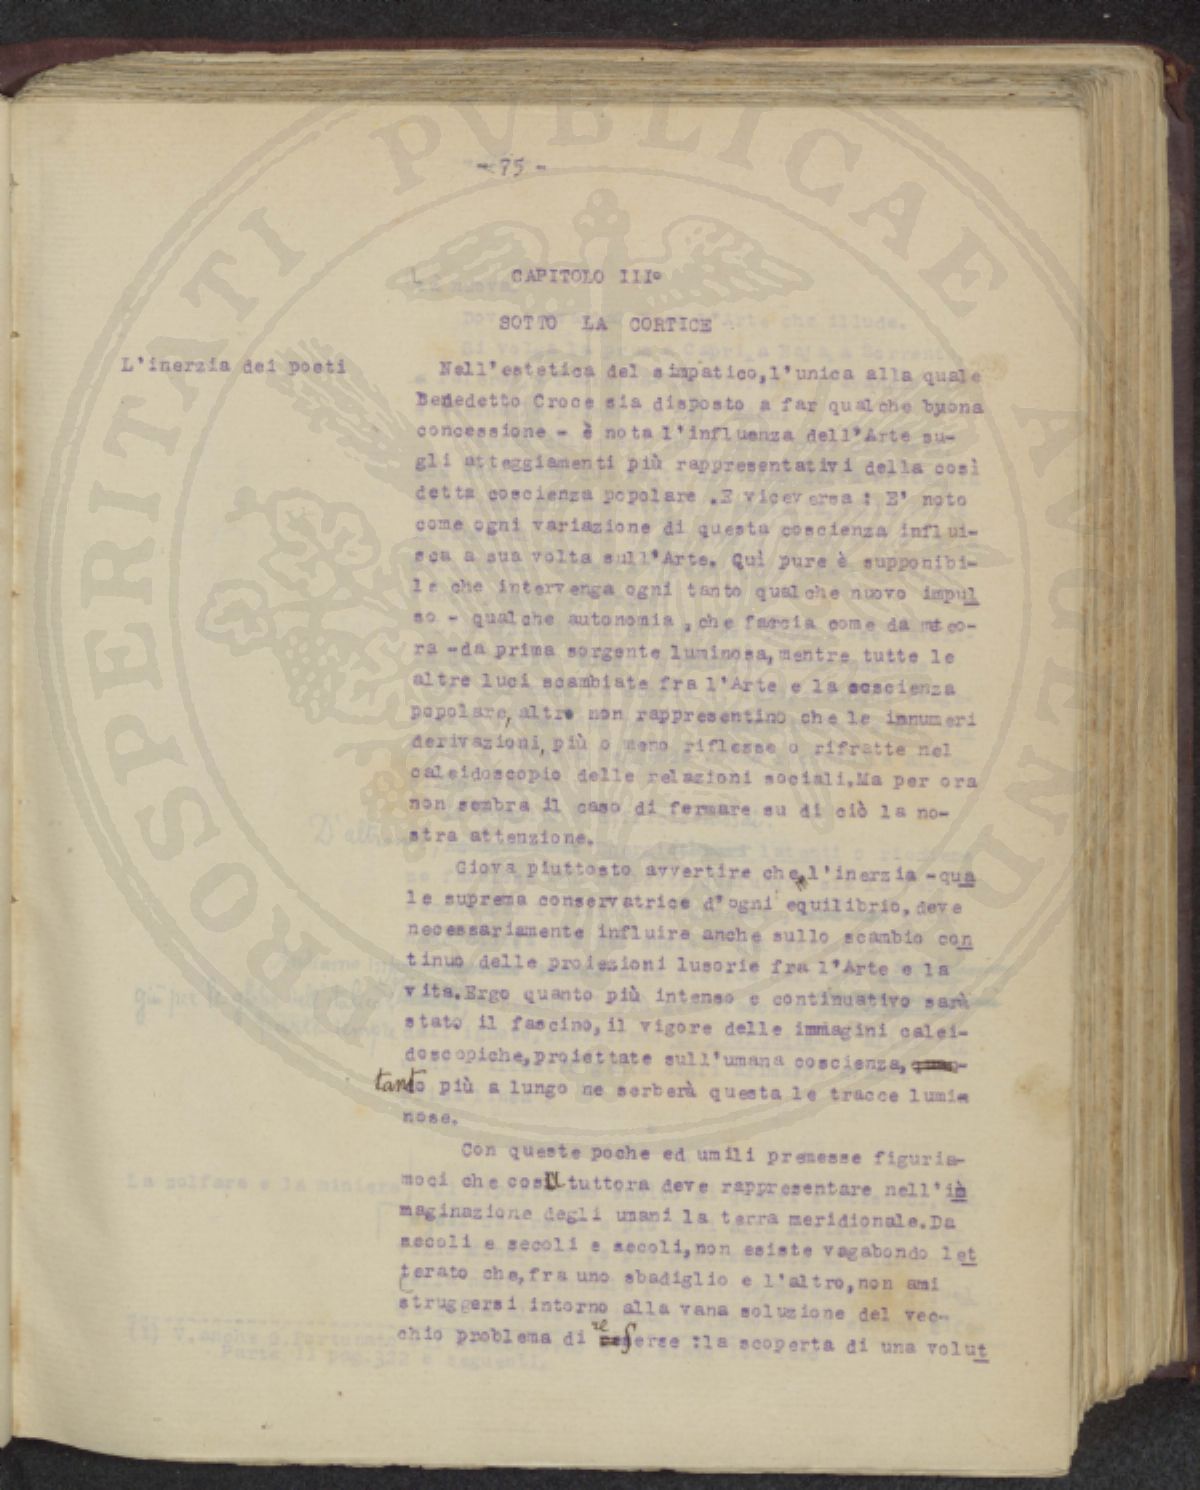 - 75 -
CAPITOLO III°
SOTTO LA CORTICE
L'inerzia dei poeti
Nell'estetica del simpatico, l'unica alla quale
Benedetto Croce sia disposto a far qualche buona
concessione - è nota l'influenza dell'Arte su-
gli atteggiamenti più rappresentativi della così
detta coscienza popolare .E viceversa : E' noto
come ogni variazione di questa coscienza influi-
sca a sua volta sull'Arte. Quì pure è supponibi-
le che intervenga ogni tanto qualche nuovo impul
so - qualche autonomia , che faccia come da meteo-
ra -da prima sorgente luminosa, mentre tutte le
altre luci scambiate fra l'Arte e la coscienza
popolare, altro non rappresentino che le innumeri
derivazioni, più o meno riflesse o rifratte nel
caleidoscopio delle relazioni sociali. Ma per ora
non sembra il caso di fermare su di ciò la no-
stra attenzione.
Giova piuttosto avvertire che, l'inerzia -qua
le suprema conservatrice d'ogni equilibrio, deve
necessariamente influire anche sullo scambio con
tinuo delle proiezioni lusorie fra l'Arte e la
vita. Ergo quanto più intenso e continuativo sarà
stato il fascino, il vigore delle immagini calei-
doscopiche, proiettate sull'umana coscienza, quan-
tanto più a lungo ne serberà questa le tracce lumi-
nose.
Con queste poche ed umili premesse figuria-
moci che cosa tuttora deve rappresentare nell'im
maginazione degli umani la terra meridionale. Da
secoli e secoli e secoli, non esiste vagabondo let
terato che, fra uno sbadiglio e l'altro, non ami
struggersi intorno alla vana soluzione del vec-
chio problema di Serse : la scoperta di una volut
PROSPERITATI PVBLICAE AVGENDAE